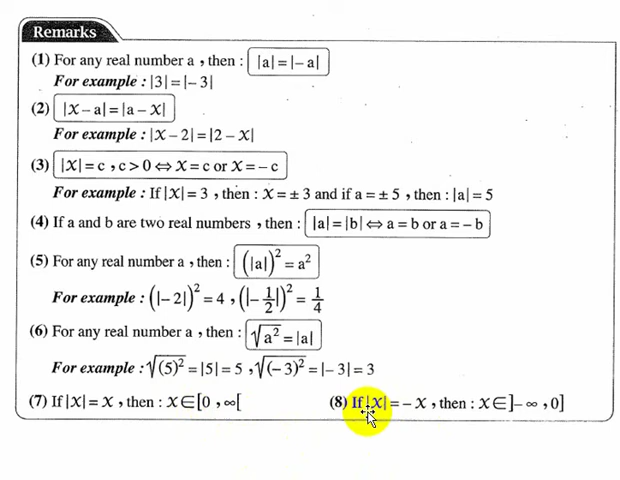 Remarks
(1) For any real number a , then : |a| = |– a|
For example : |3| = |– 3|
(2) |X – a| = |a – X|
For example : |X – 2| = |2 – X|
(3) |X| = c , c > 0 ⇔ X = c or X = – c
For example : If |X| = 3 , then : X = ± 3 and if a = ± 5 , then : |a| = 5
(4) If a and b are two real numbers , then : |a| = |b| ⇔ a = b or a = – b
(5) For any real number a , then : (|a|)² = a²
For example : (|– 2|)² = 4 , (|– 1/2|)² = 1/4
(6) For any real number a , then : √a² = |a|
For example : √(5)² = |5| = 5 , √(– 3)² = |– 3| = 3
(7) If |X| = X , then : X ∈ [0 , ∞[ (8) If |X| = – X , then : X ∈ ]– ∞ , 0]